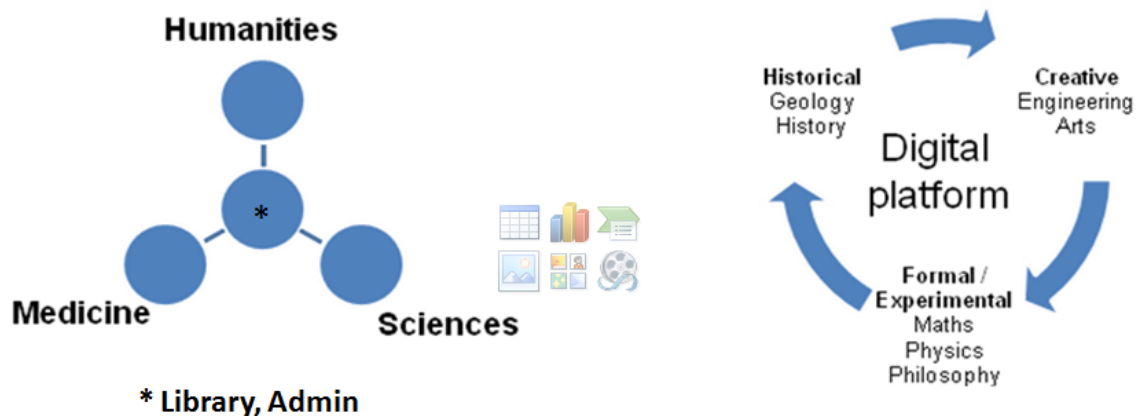 Humanities
*
Medicine
Sciences
* Library, Admin
Historical
Geology
History
Creative
Engineering
Arts
Digital
platform
Formal /
Experimental
Maths
Physics
Philosophy